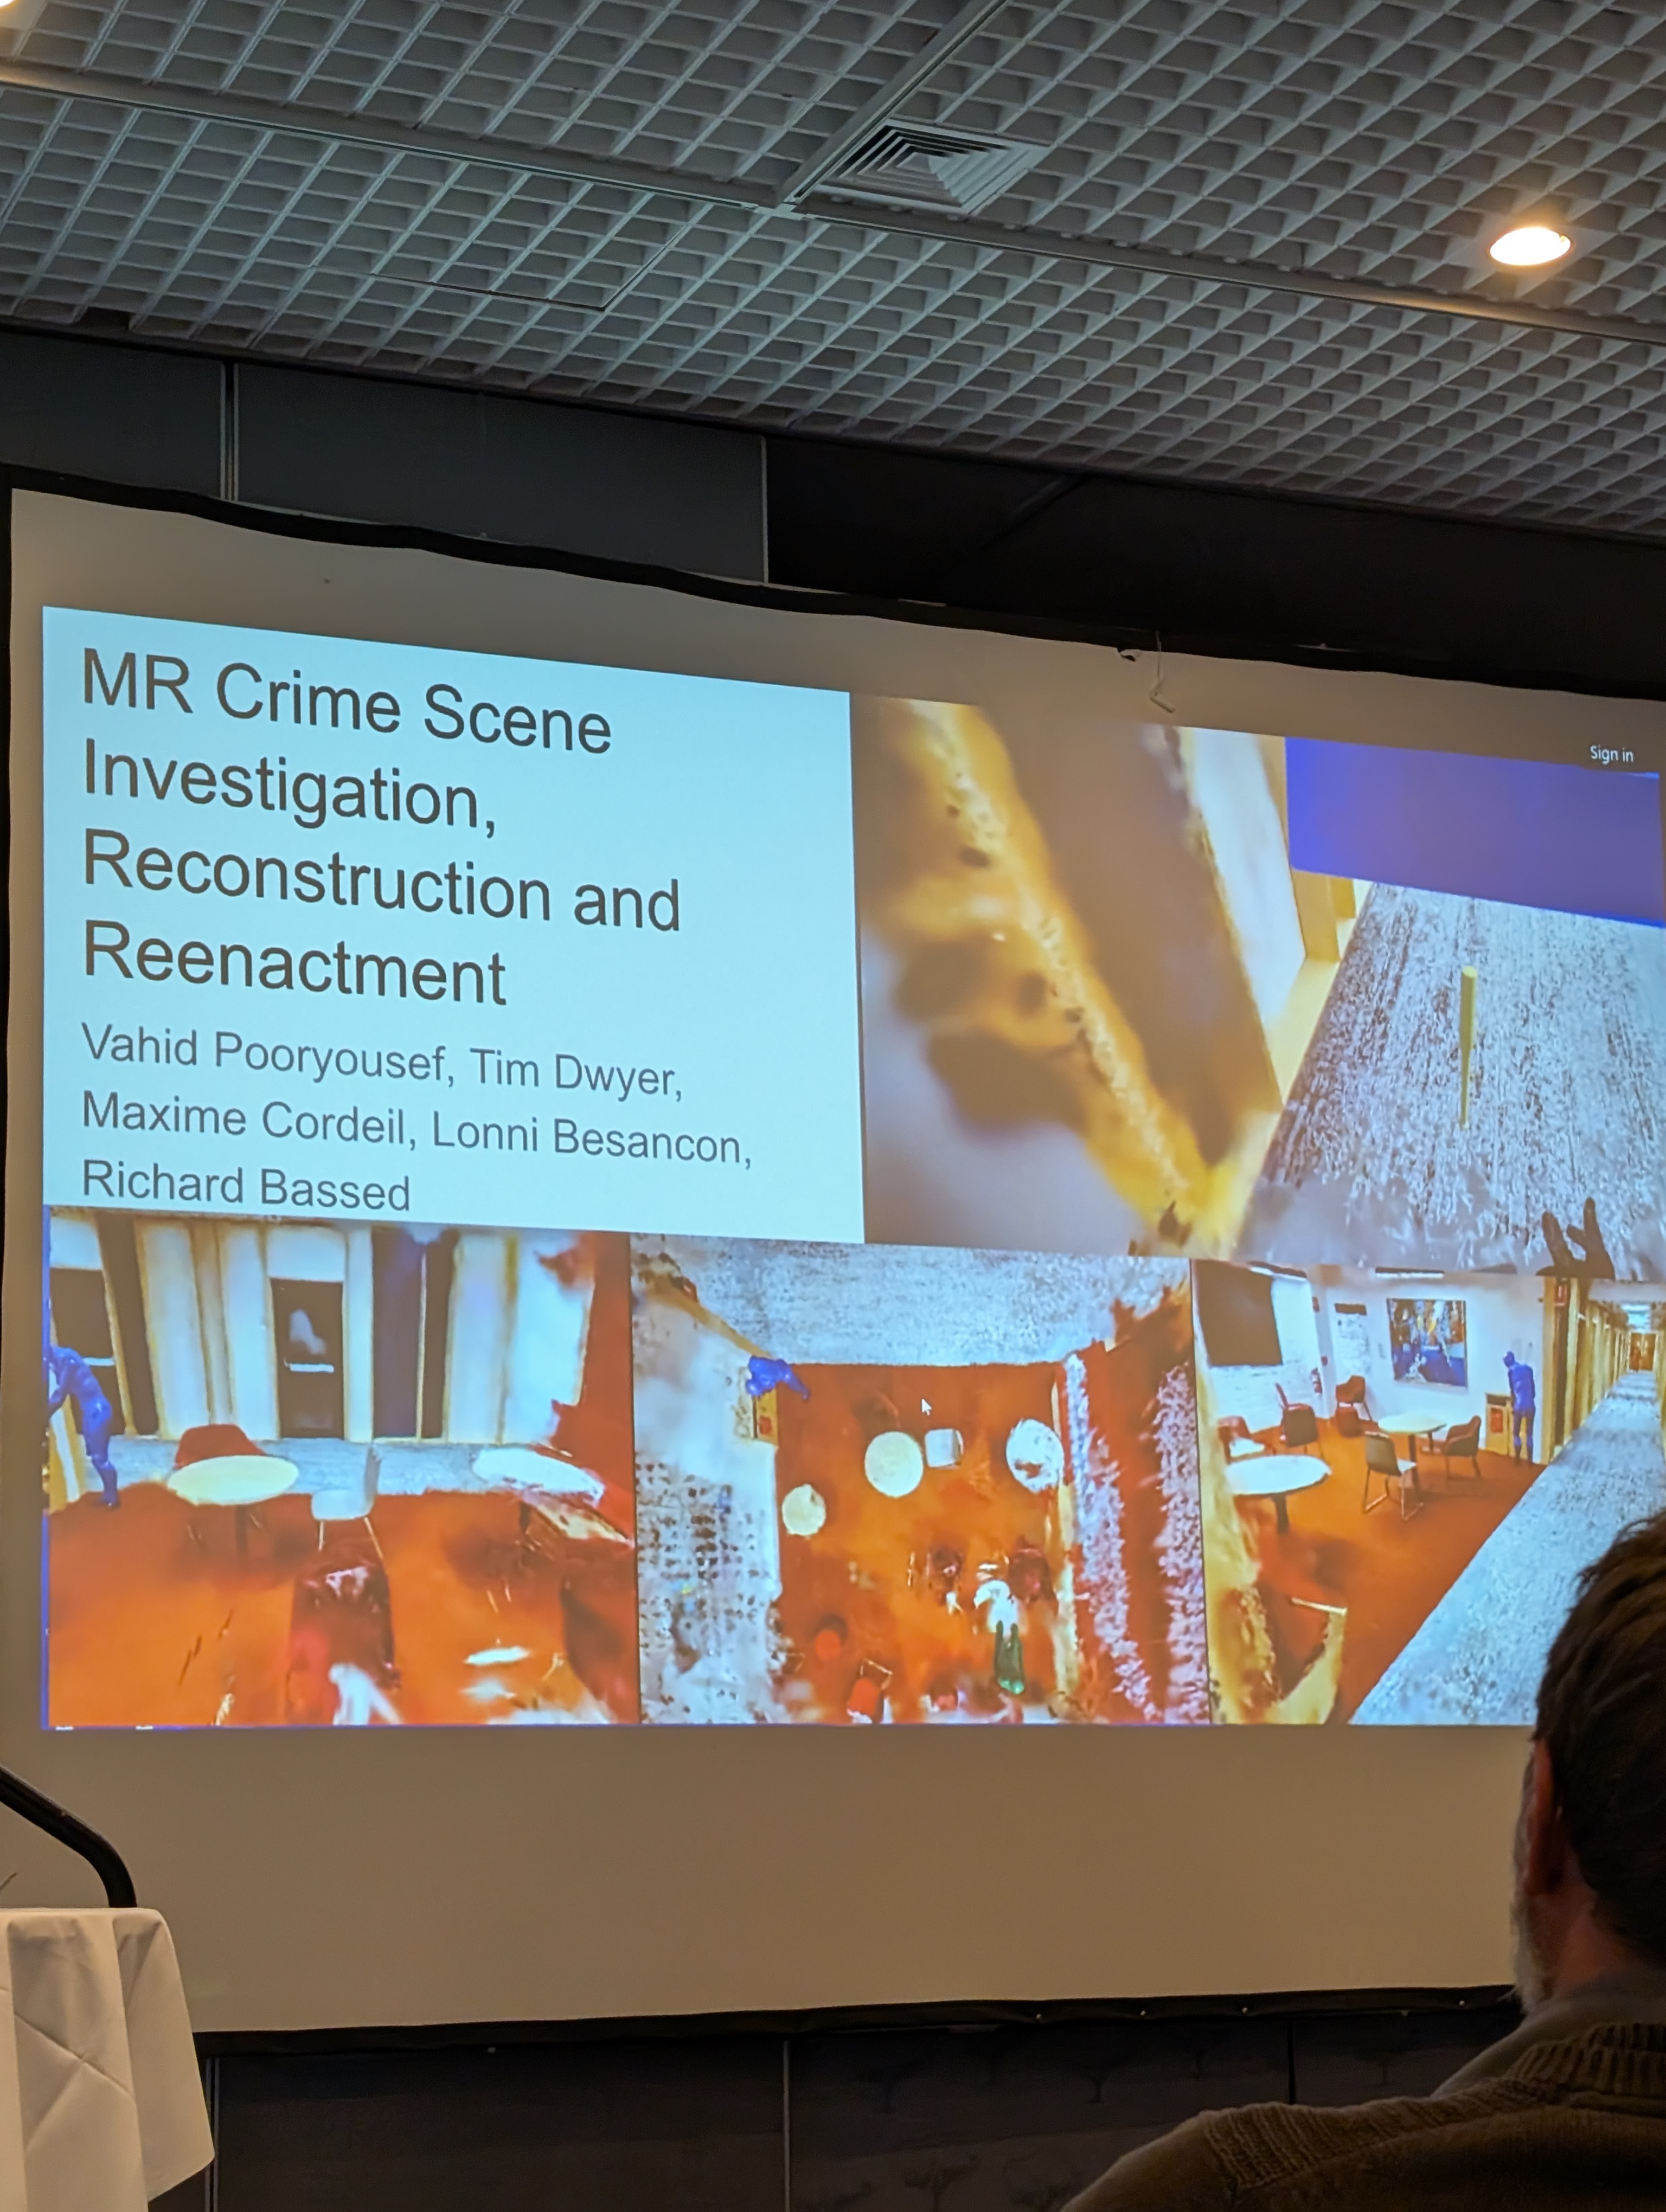 MR Crime Scene
Investigation,
Reconstruction and
Reenactment
Vahid Pooryousef, Tim Dwyer,
Maxime Cordeil, Lonni Besancon,
Richard Bassed
Sign in